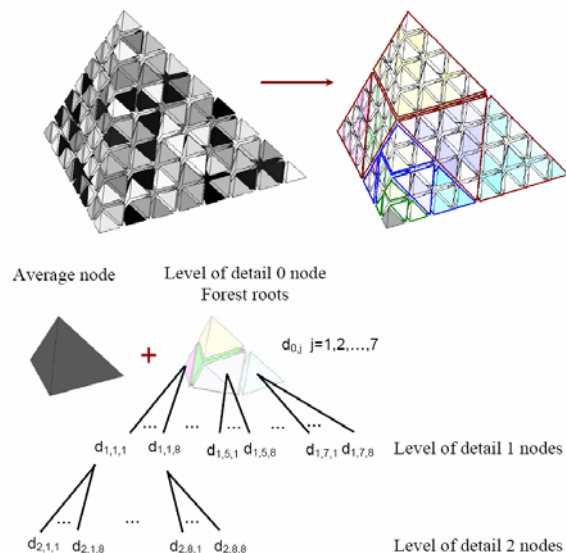 Average node
Level of detail 0 node
Forest roots
+
d0,j j=1,2,...,7
... ... ... ... ...
d1,1,1 d1,1,8 d1,5,1 d1,5,8 d1,7,1 d1,7,8 Level of detail 1 nodes
... ... ...
d2,1,1 d2,1,8 d2,8,1 d2,8,8 Level of detail 2 nodes